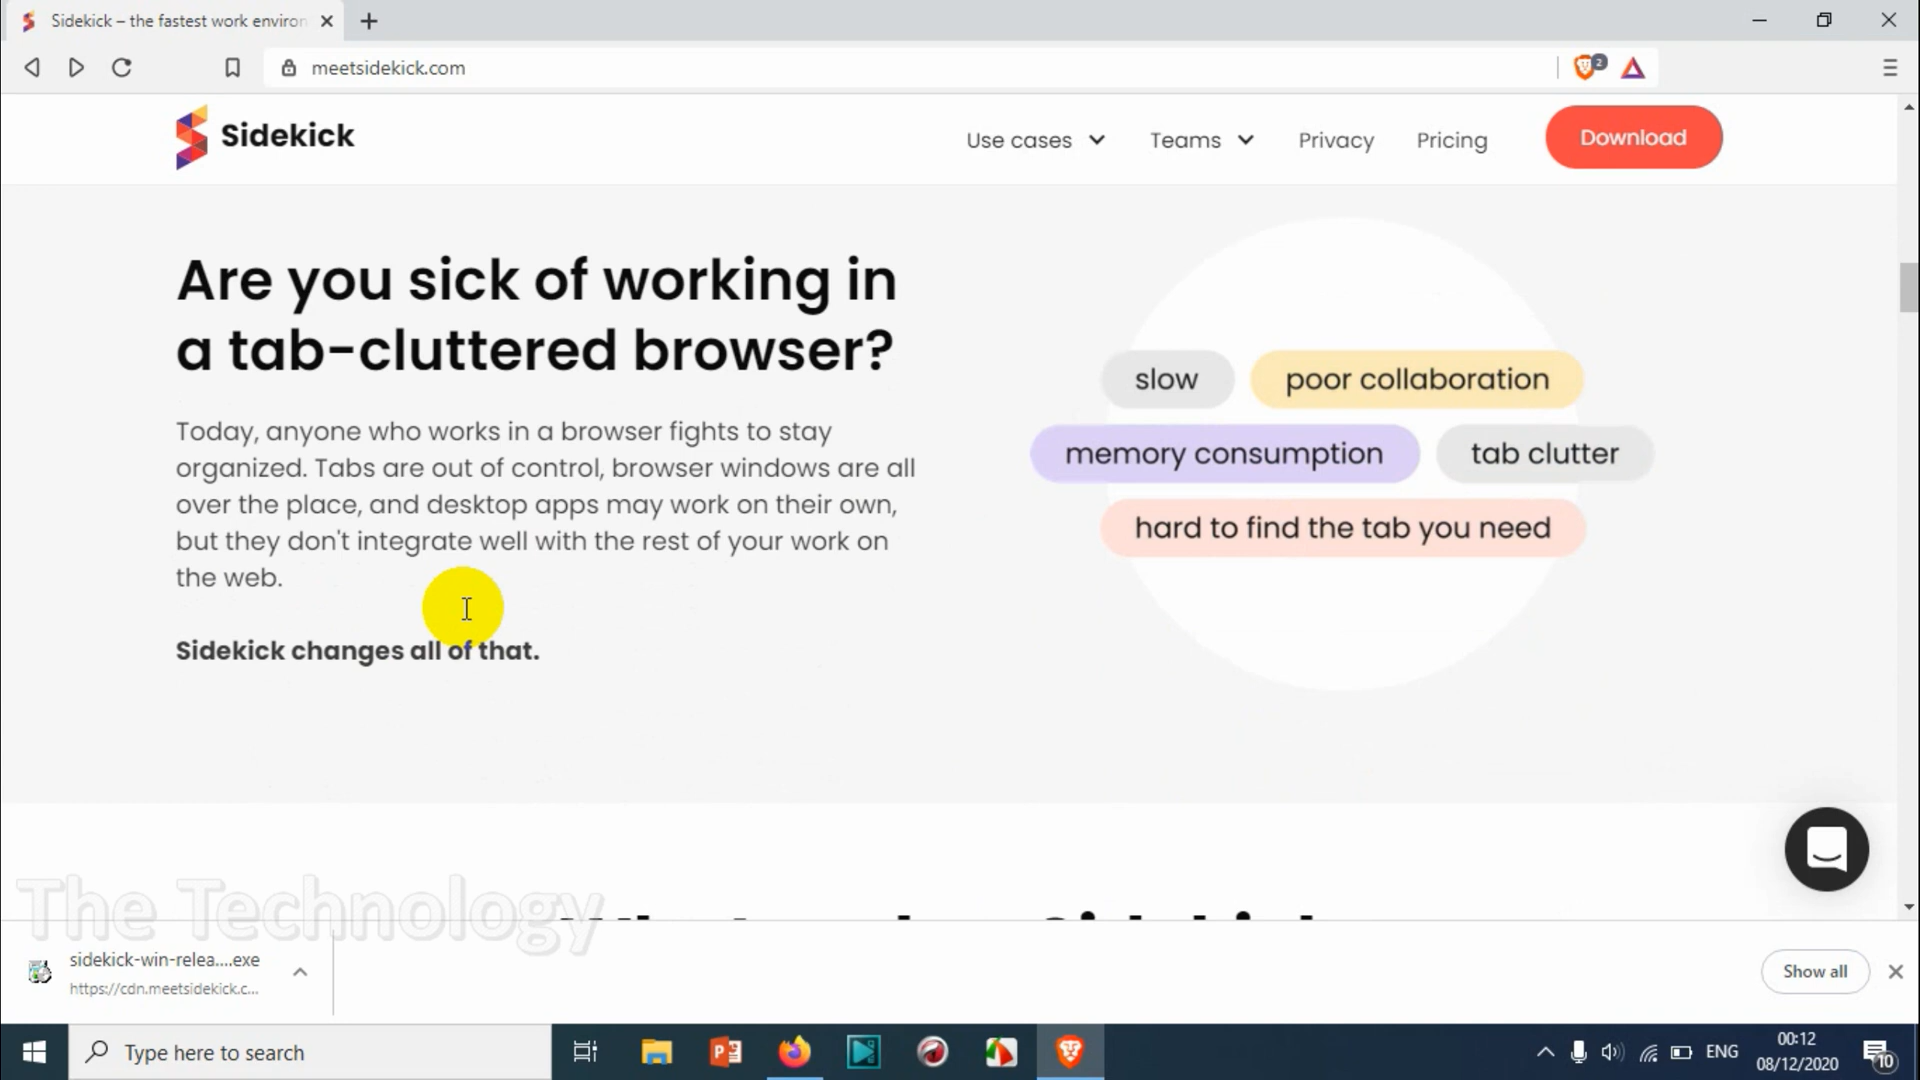 Sidekick – the fastest work environ
meetsidekick.com
2
Sidekick
Use cases
Teams
Privacy
Pricing
Download
Are you sick of working in
a tab-cluttered browser?
Today, anyone who works in a browser fights to stay
organized. Tabs are out of control, browser windows are all
over the place, and desktop apps may work on their own,
but they don't integrate well with the rest of your work on
the web.
Sidekick changes all of that.
slow
poor collaboration
memory consumption
tab clutter
hard to find the tab you need
The Technology
sidekick-win-relea....exe
https://cdn.meetsidekick.c...
Show all
Type here to search
ENG
00:12
08/12/2020
10